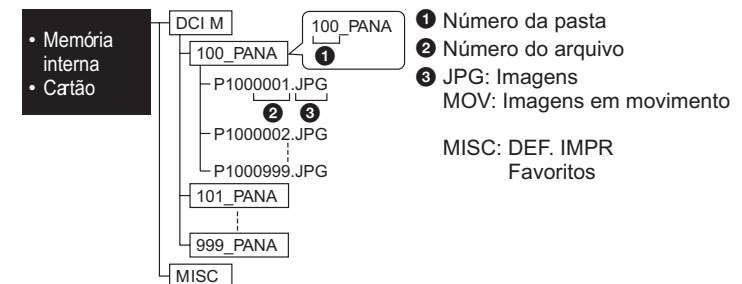 • Memória
interna
• Cartão
DCI M
100_PANA
100_PANA
❶
P1000001.JPG
❷ ❸
P1000002.JPG
P1000999.JPG
101_PANA
999_PANA
MISC
❶ Número da pasta
❷ Número do arquivo
❸ JPG: Imagens
MOV: Imagens em movimento
MISC: DEF. IMPR
Favoritos